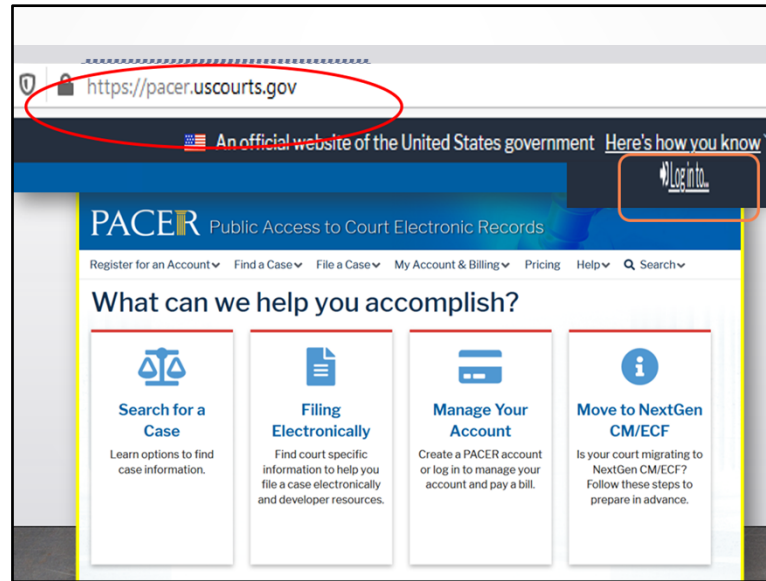 https://pacer.uscourts.gov
An official website of the United States government Here's how you know
Log in to...
PACER Public Access to Court Electronic Records
Register for an Account Find a Case File a Case My Account & Billing Pricing Help Search
What can we help you accomplish?
Search for a
Case
Learn options to find
case information.
Filing
Electronically
Find court specific
information to help you
file a case electronically
and developer resources.
Manage Your
Account
Create a PACER account
or log in to manage your
account and pay a bill.
Move to NextGen
CM/ECF
Is your court migrating to
NextGen CM/ECF?
Follow these steps to
prepare in advance.